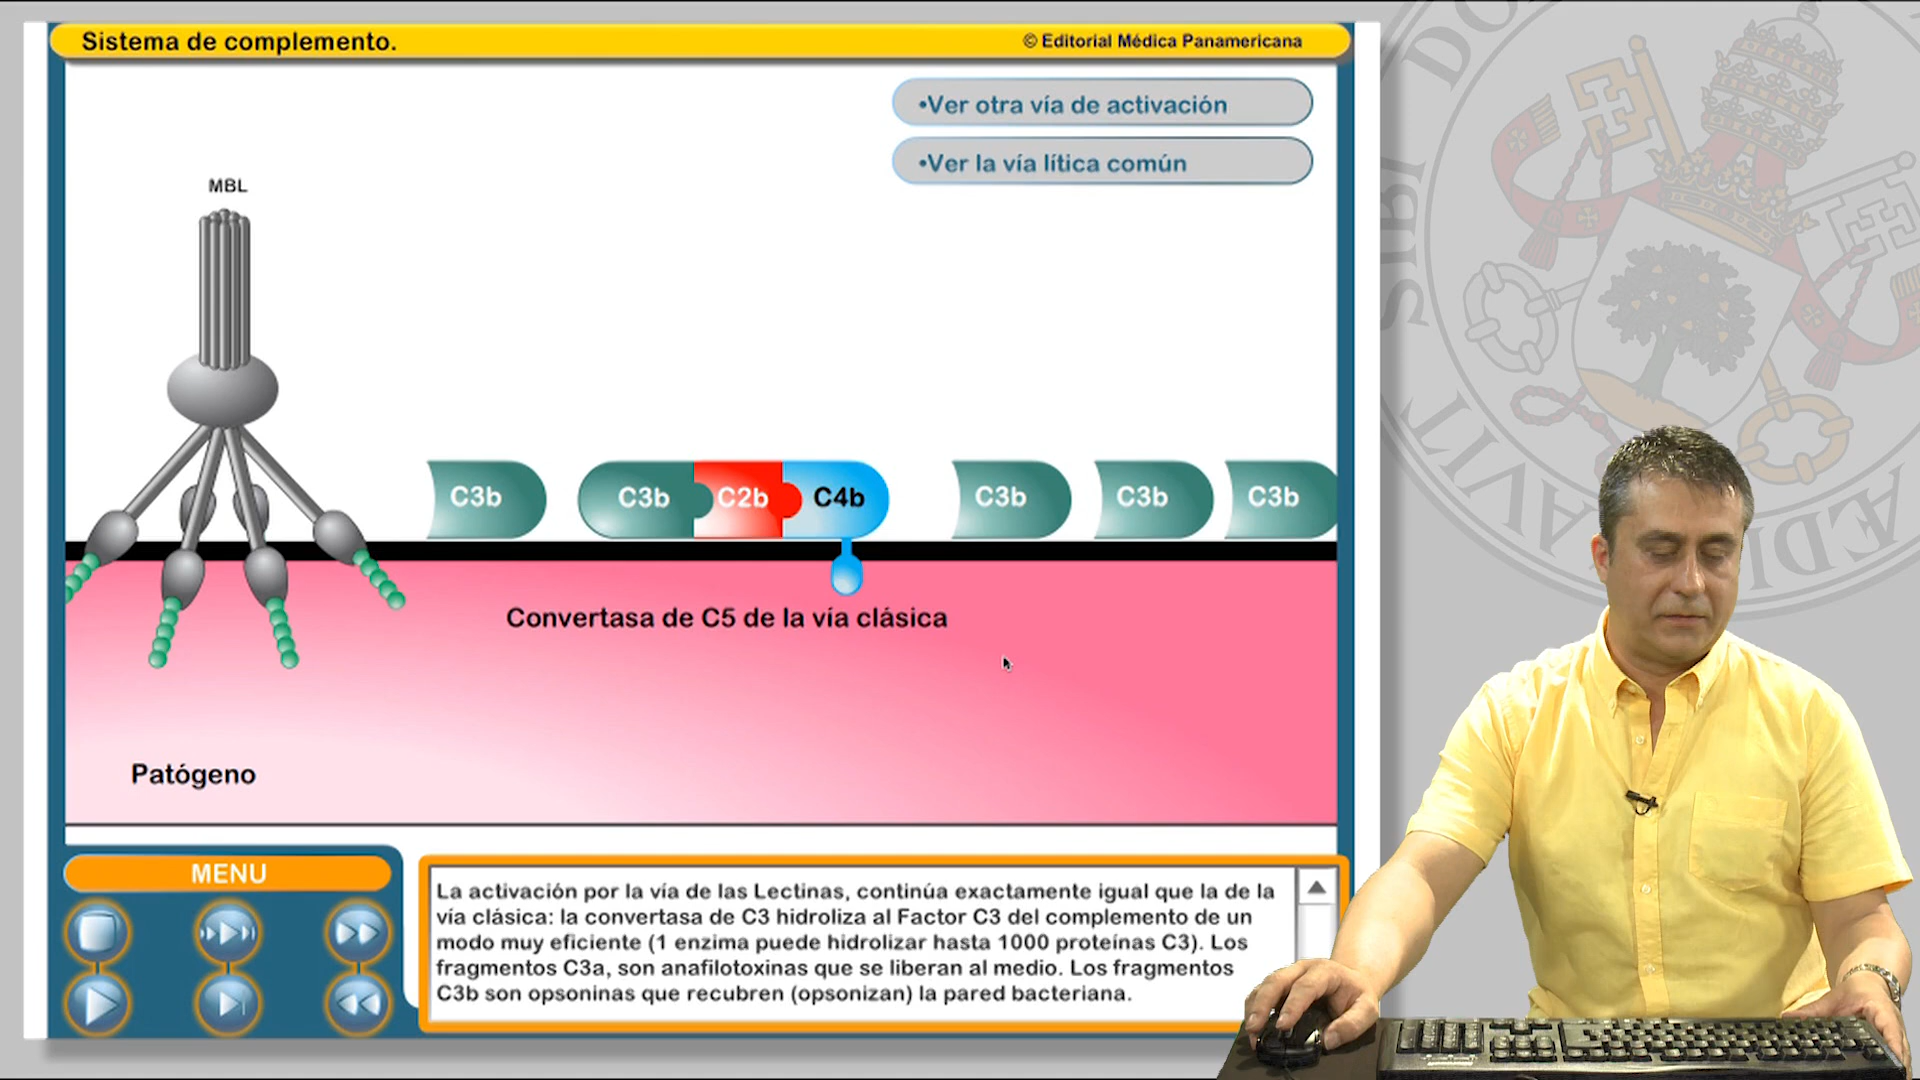 Sistema de complemento.
© Editorial Médica Panamericana
•Ver otra vía de activación
•Ver la vía lítica común
MBL
C3b
C3b
C2b
C4b
C3b
C3b
C3b
Convertasa de C5 de la vía clásica
Patógeno
MENU
La activación por la vía de las Lectinas, continúa exactamente igual que la de la
vía clásica: la convertasa de C3 hidroliza al Factor C3 del complemento de un
modo muy eficiente (1 enzima puede hidrolizar hasta 1000 proteínas C3). Los
fragmentos C3a, son anafilotoxinas que se liberan al medio. Los fragmentos
C3b son opsoninas que recubren (opsonizan) la pared bacteriana.
SIBI
AVIT
ÆDI